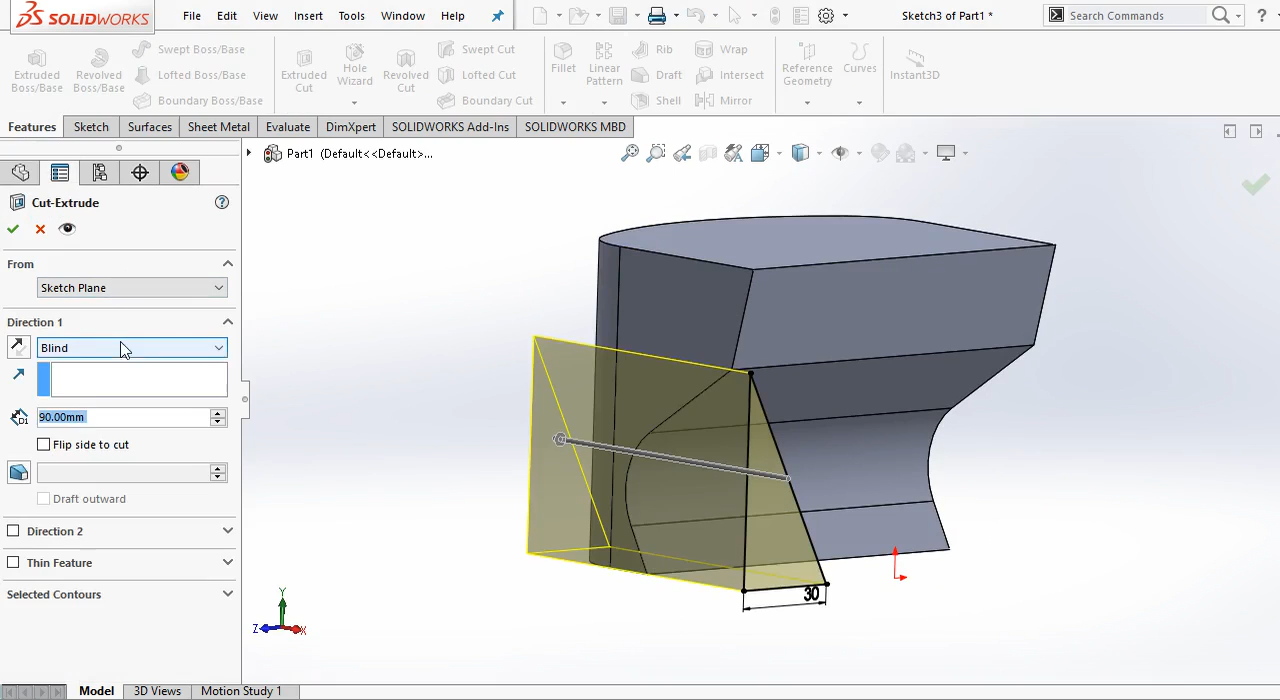 SOLIDWORKS File Edit View Insert Tools Window Help Sketch3 of Part1 * Search Commands ?
Extruded Boss/Base
Revolved Boss/Base
Swept Boss/Base
Lofted Boss/Base
Boundary Boss/Base
Extruded Cut
Hole Wizard
Revolved Cut
Swept Cut
Lofted Cut
Boundary Cut
Fillet
Linear Pattern
Rib
Draft
Shell
Wrap
Intersect
Mirror
Reference Geometry
Curves
Instant3D
Features Sketch Surfaces Sheet Metal Evaluate DimXpert SOLIDWORKS Add-Ins SOLIDWORKS MBD
Part1 (Default<<Default>...
Cut-Extrude ?
From
Sketch Plane
Direction 1
Blind
D1 90.00mm
Flip side to cut
Draft outward
Direction 2
Thin Feature
Selected Contours
30
Y
Z X
Model 3D Views Motion Study 1